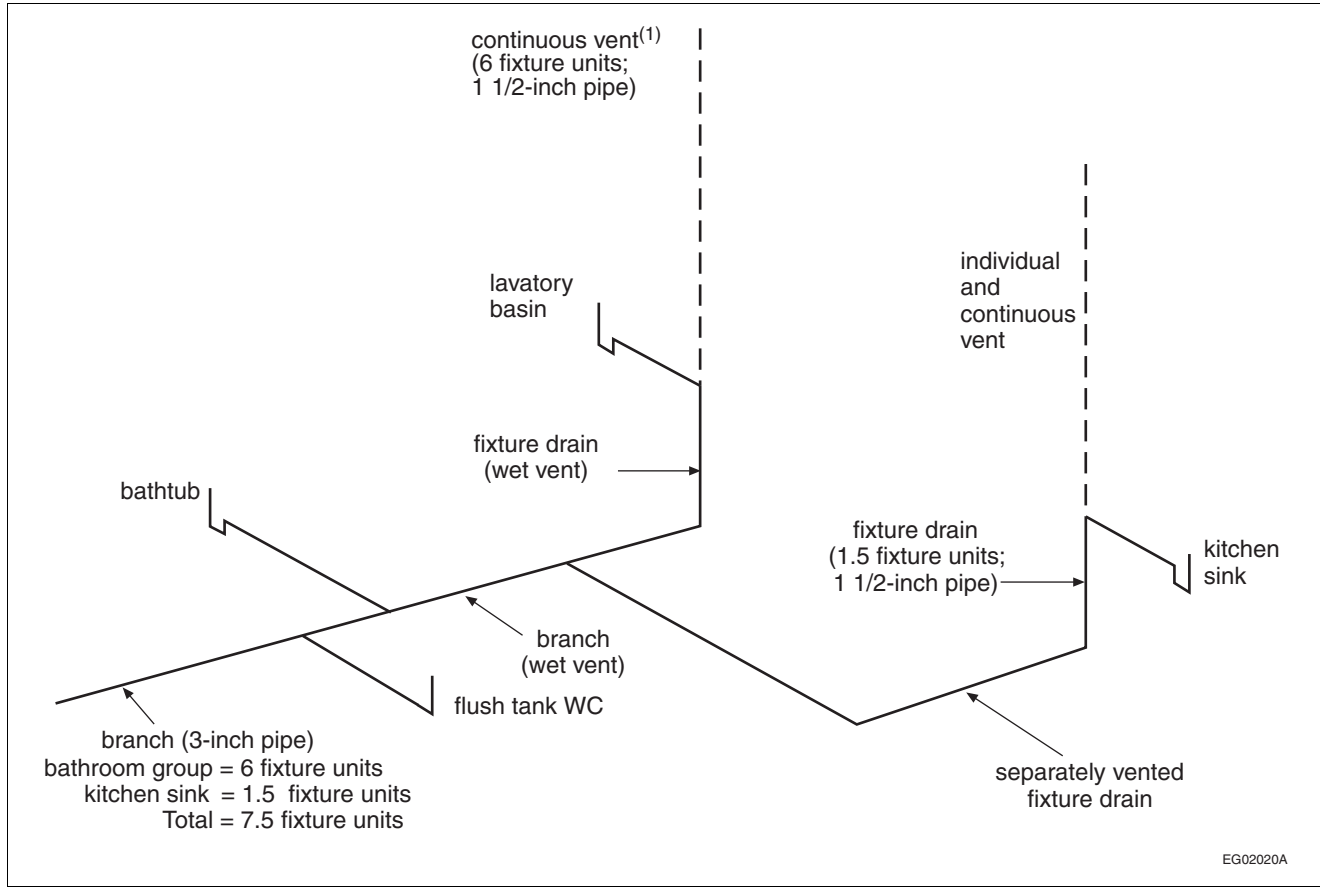 continuous vent(1)
(6 fixture units;
1 1/2-inch pipe)
lavatory
basin
individual
and
continuous
vent
fixture drain
(wet vent)
bathtub
fixture drain
(1.5 fixture units;
1 1/2-inch pipe)
kitchen
sink
branch
(wet vent)
flush tank WC
branch (3-inch pipe)
bathroom group = 6 fixture units
kitchen sink = 1.5 fixture units
Total = 7.5 fixture units
separately vented
fixture drain
EG02020A